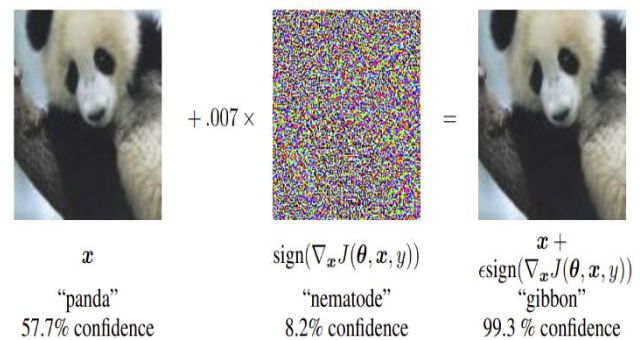 + .007 ×
=
x
sign(∇ₓJ(θ, x, y))
x +
ϵsign(∇ₓJ(θ, x, y))
“panda”
“nematode”
“gibbon”
57.7% confidence
8.2% confidence
99.3 % confidence